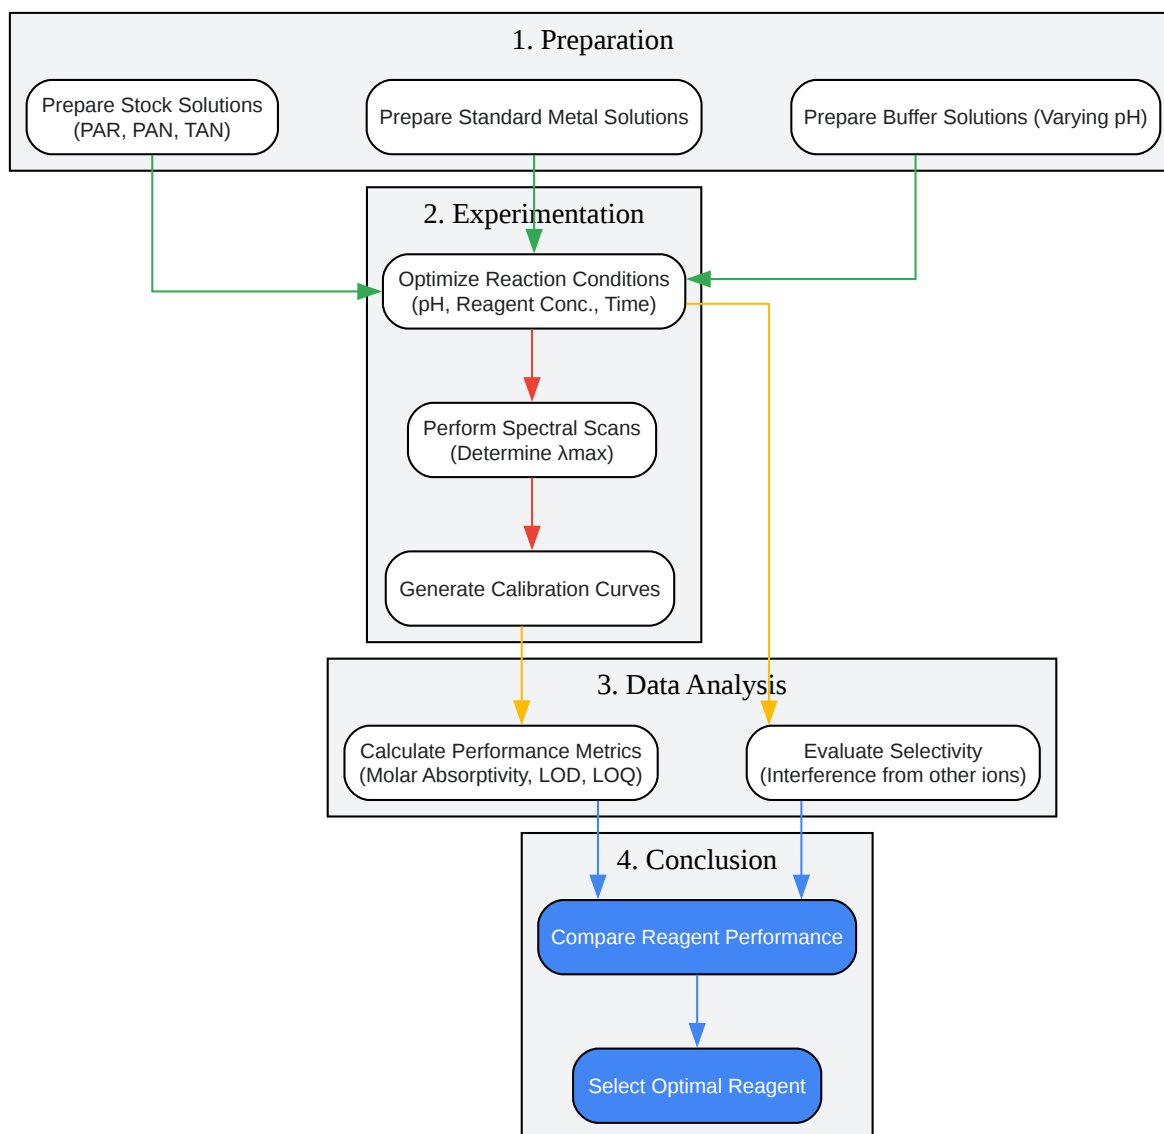 1. Preparation
Prepare Stock Solutions
(PAR, PAN, TAN)
Prepare Standard Metal Solutions
Prepare Buffer Solutions (Varying pH)
2. Experimentation
Optimize Reaction Conditions
(pH, Reagent Conc., Time)
Perform Spectral Scans
(Determine λmax)
Generate Calibration Curves
3. Data Analysis
Calculate Performance Metrics
(Molar Absorptivity, LOD, LOQ)
Evaluate Selectivity
(Interference from other ions)
4. Conclusion
Compare Reagent Performance
Select Optimal Reagent